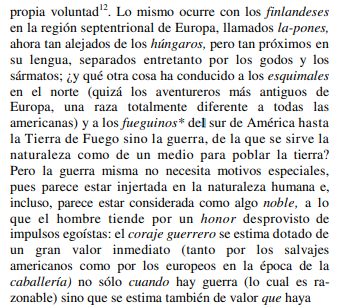 propia voluntad¹². Lo mismo ocurre con los finlandeses
en la región septentrional de Europa, llamados la-pones,
ahora tan alejados de los húngaros, pero tan próximos en
su lengua, separados entretanto por los godos y los
sármatos; ¿y qué otra cosa ha conducido a los esquimales
en el norte (quizá los aventureros más antiguos de
Europa, una raza totalmente diferente a todas las
americanas) y a los fueguinos* del sur de América hasta
la Tierra de Fuego sino la guerra, de la que se sirve la
naturaleza como de un medio para poblar la tierra?
Pero la guerra misma no necesita motivos especiales,
pues parece estar injertada en la naturaleza humana e,
incluso, parece estar considerada como algo noble, a lo
que el hombre tiende por un honor desprovisto de
impulsos egoístas: el coraje guerrero se estima dotado de
un gran valor inmediato (tanto por los salvajes
americanos como por los europeos en la época de la
caballería) no sólo cuando hay guerra (lo cual es ra-
zonable) sino que se estima también de valor que haya